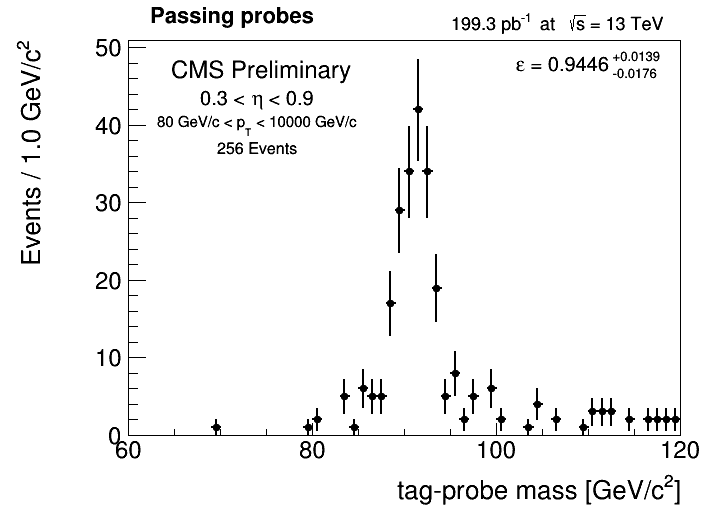 Passing probes
199.3 pb-1 at √s = 13 TeV
CMS Preliminary
0.3 < η < 0.9
80 GeV/c < pT < 10000 GeV/c
256 Events
ε = 0.9446 +0.0139 -0.0176
Events / 1.0 GeV/c2
50
40
30
20
10
0
60 80 100 120
tag-probe mass [GeV/c2]